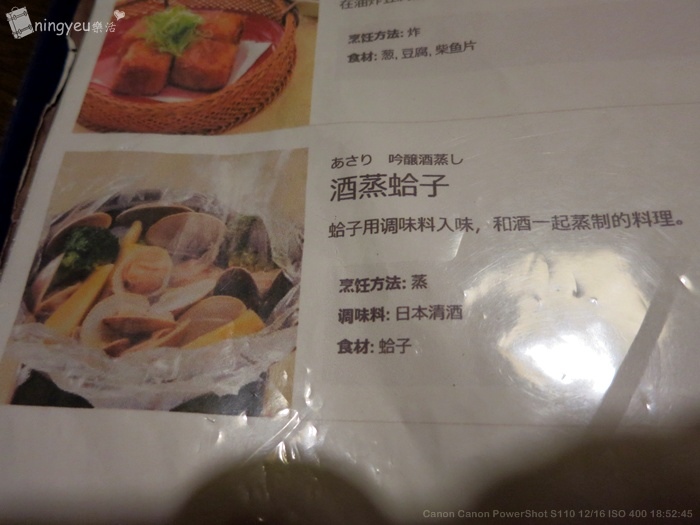 ningyeu樂活
烹饪方法: 炸
食材: 葱, 豆腐, 柴鱼片
あさり　吟醸酒蒸し
酒蒸蛤子
蛤子用调味料入味，和酒一起蒸制的料理。
烹饪方法: 蒸
调味料: 日本清酒
食材: 蛤子
Canon Canon PowerShot S110 12/16 ISO 400 18:52:45